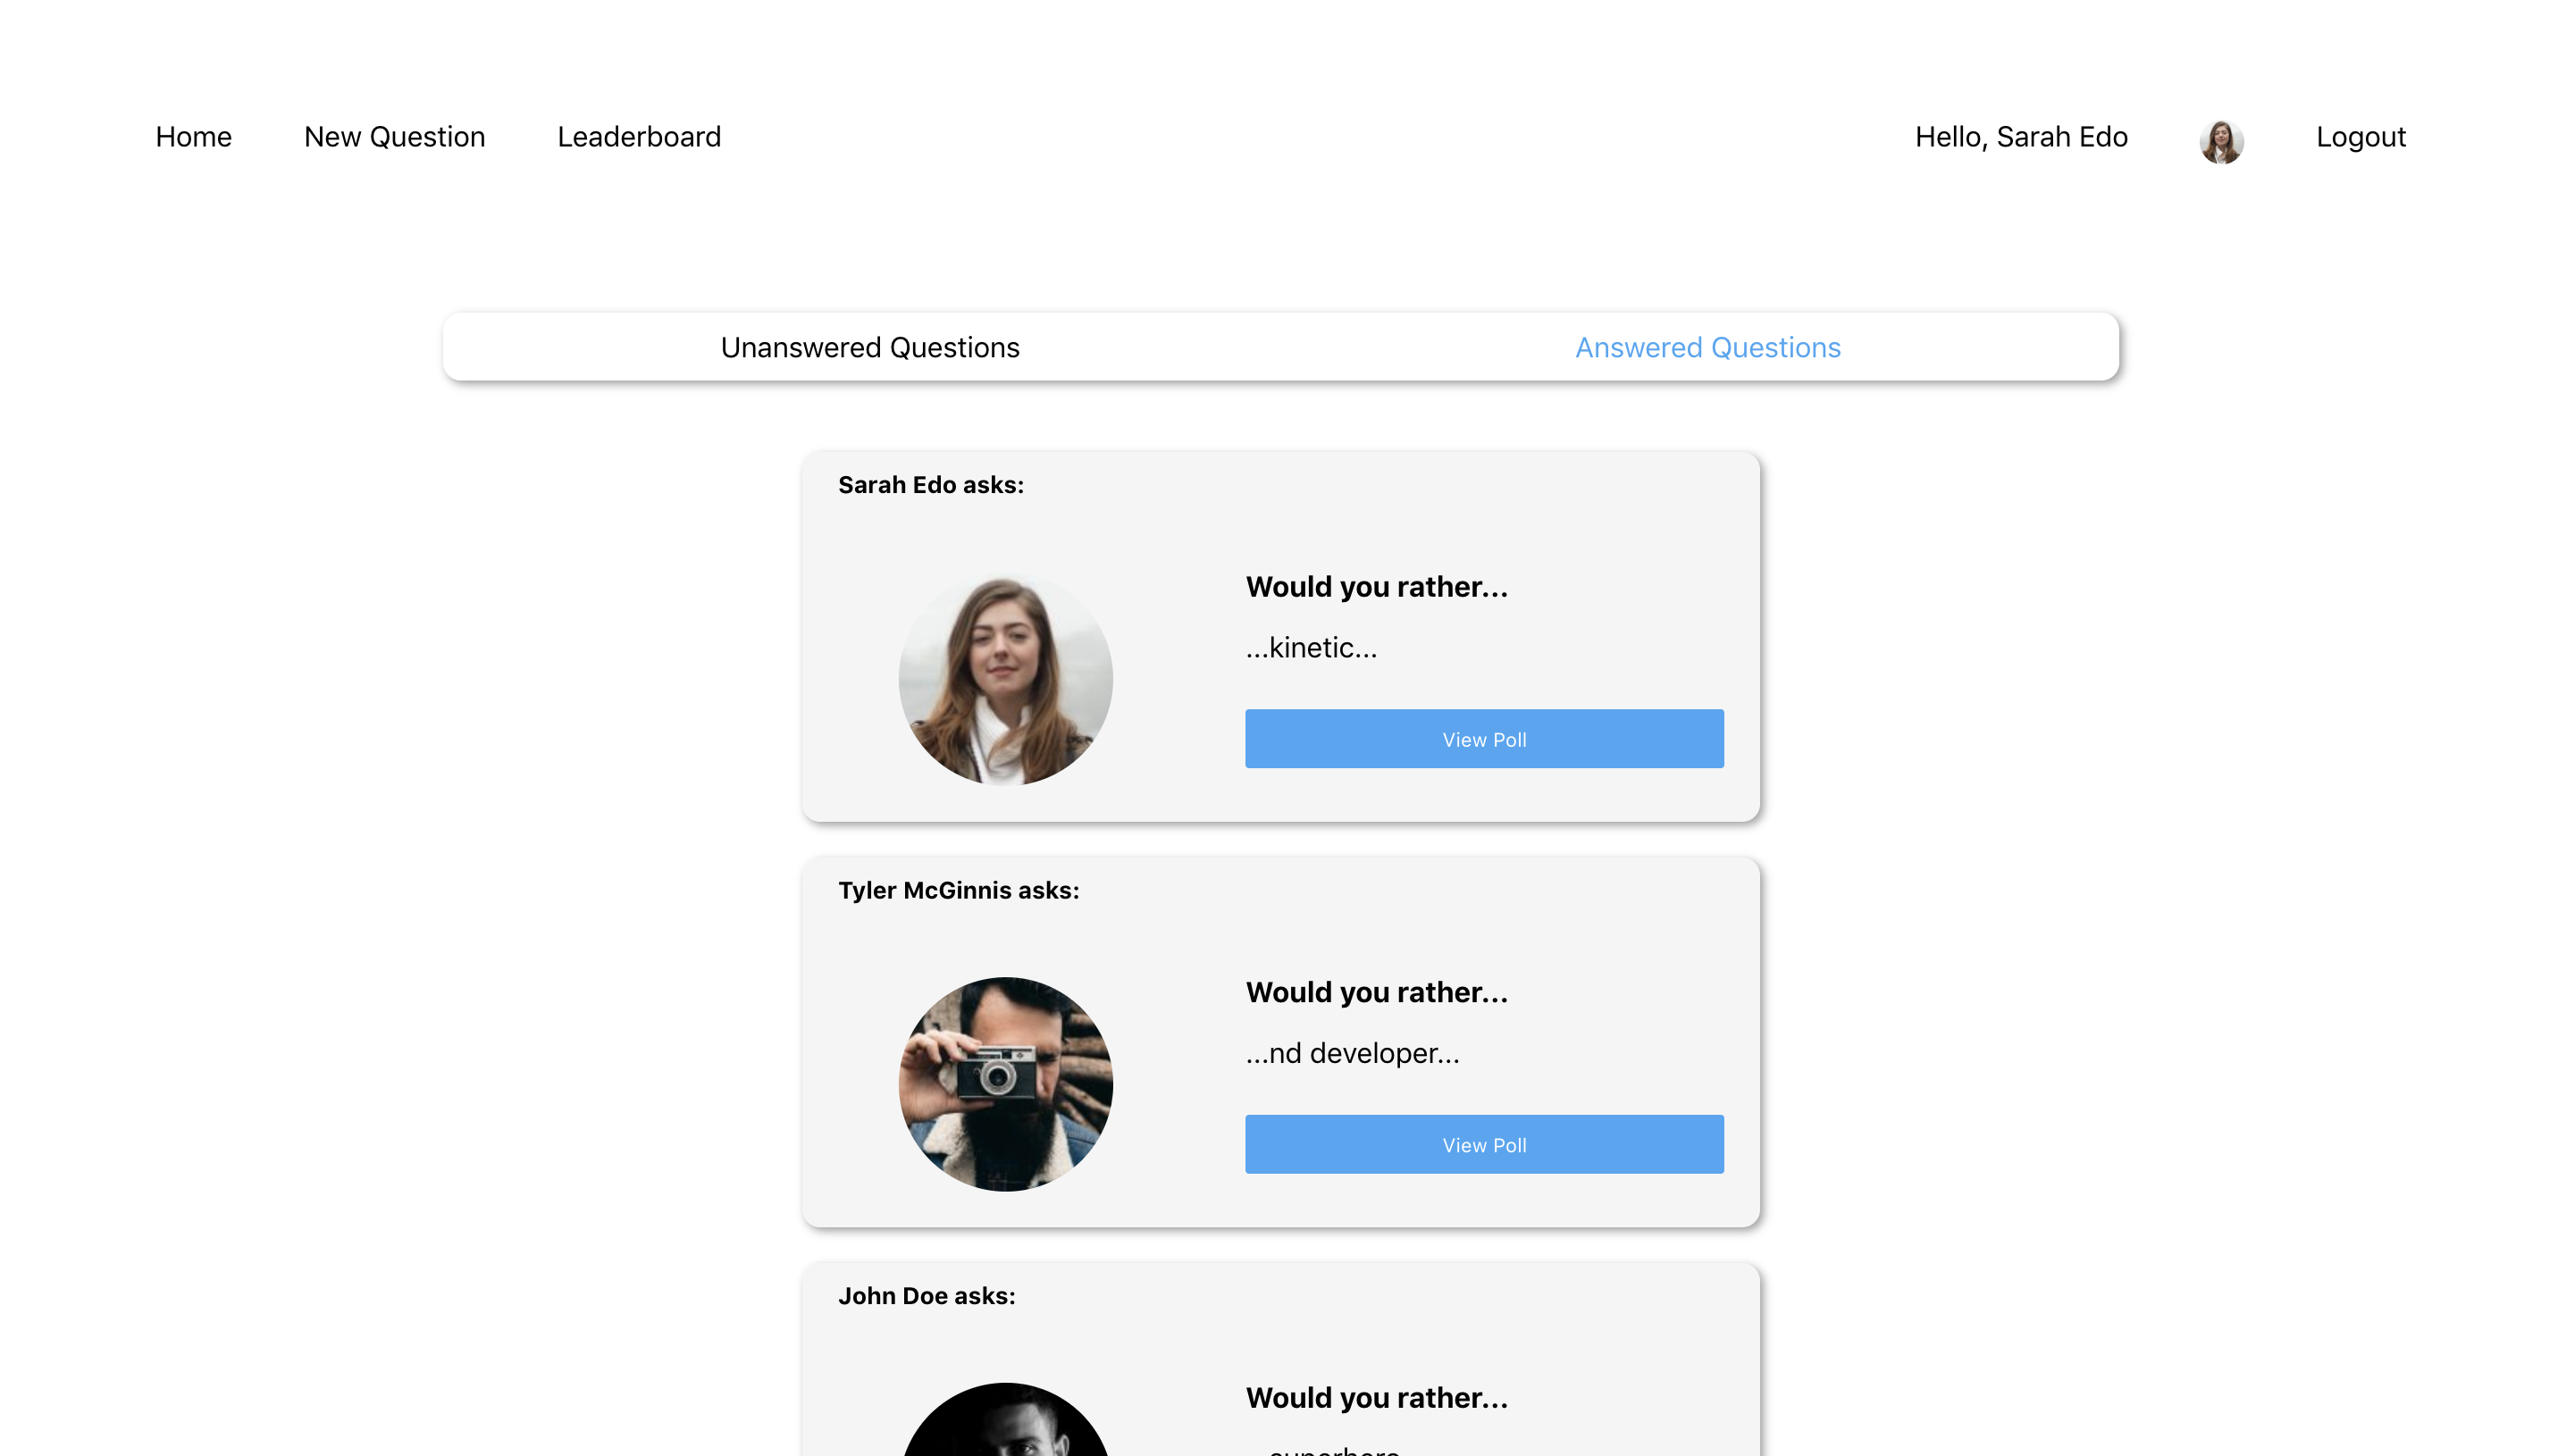 Home New Question Leaderboard Hello, Sarah Edo Logout
Unanswered Questions Answered Questions
Sarah Edo asks:
Would you rather...
...kinetic...
View Poll
Tyler McGinnis asks:
Would you rather...
...nd developer...
View Poll
John Doe asks:
Would you rather...